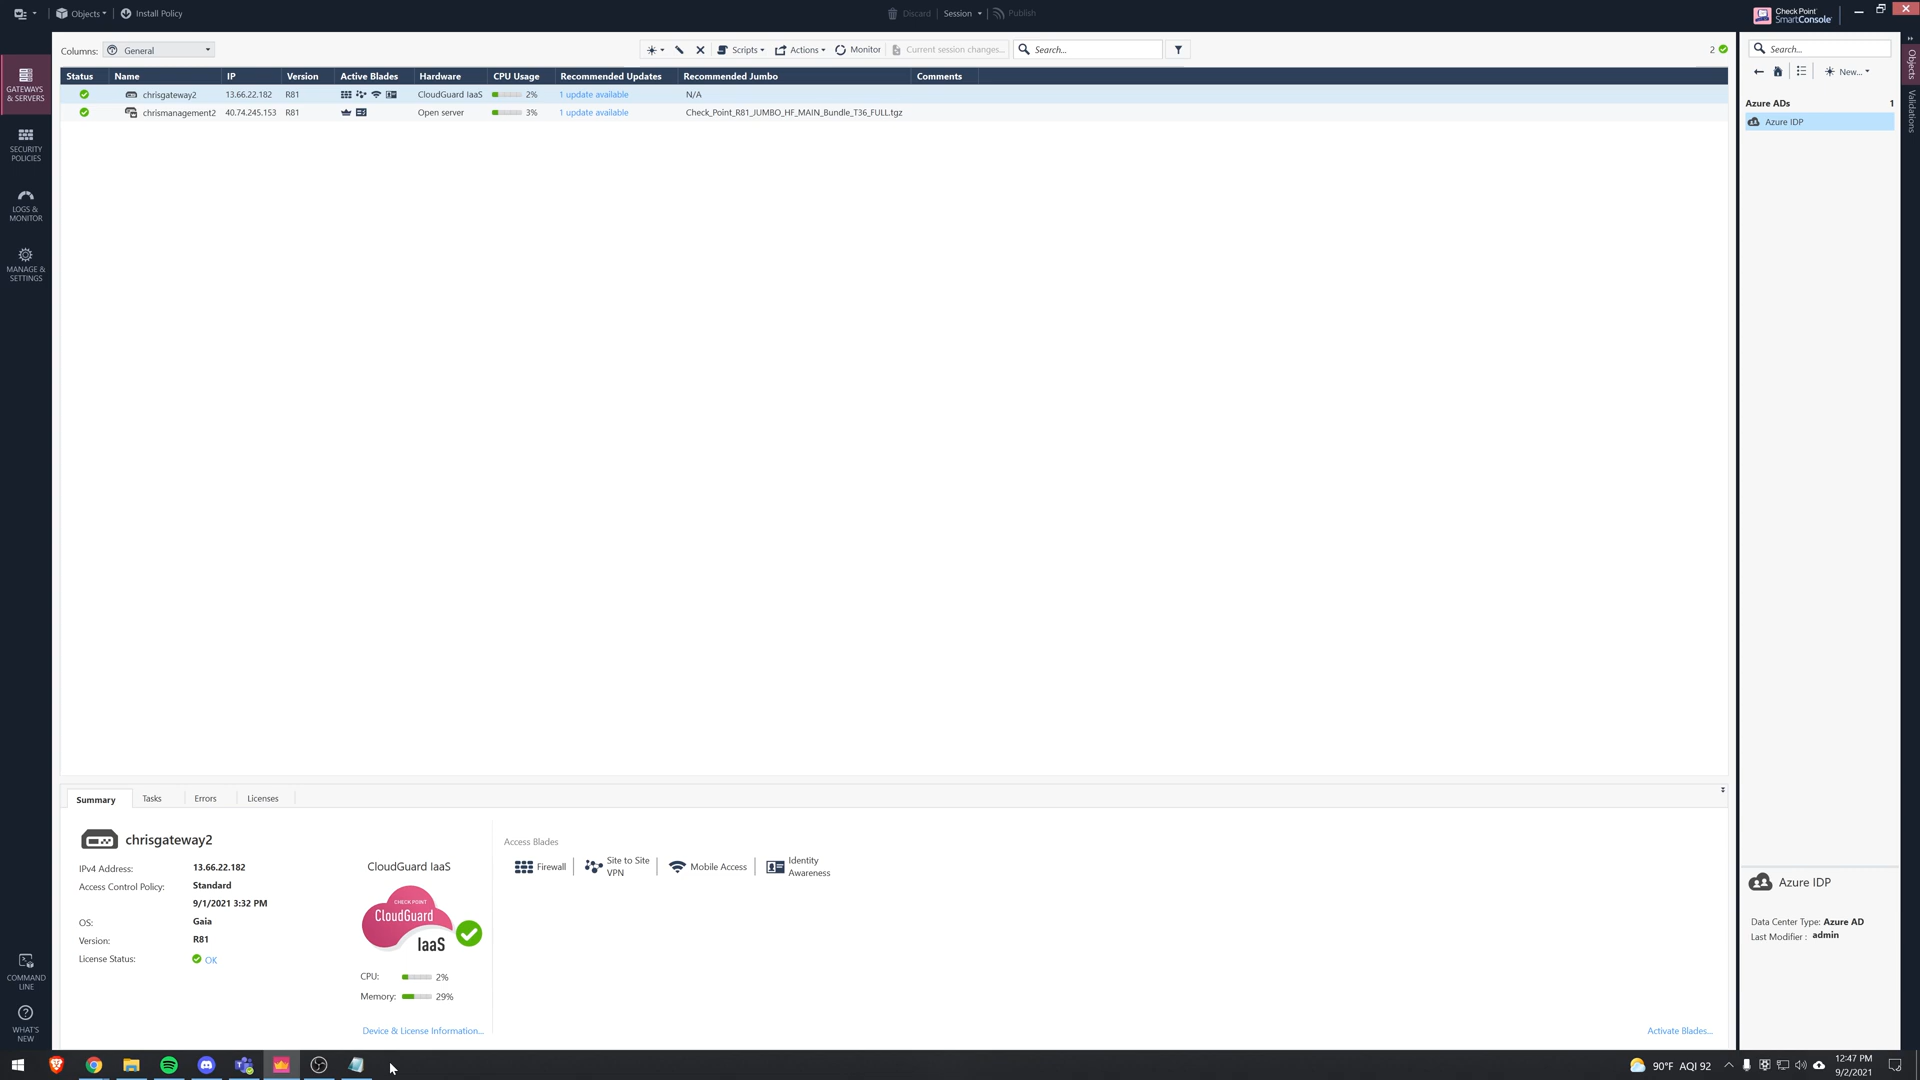 Objects
Install Policy
Discard
Session
Publish
Check Point
SmartConsole
Columns:
General
Scripts
Actions
Monitor
Current session changes...
Search...
2
Search...
New...
Objects
Validations
GATEWAYS
& SERVERS
SECURITY
POLICIES
LOGS &
MONITOR
MANAGE &
SETTINGS
COMMAND
LINE
WHAT'S
NEW
Status Name IP Version Active Blades Hardware CPU Usage Recommended Updates Recommended Jumbo Comments
chrisgateway2 13.66.22.182 R81 CloudGuard IaaS 2% 1 update available N/A
chrismanagement2 40.74.245.153 R81 Open server 3% 1 update available Check_Point_R81_JUMBO_HF_MAIN_Bundle_T36_FULL.tgz
Azure ADs 1
Azure IDP
Summary Tasks Errors Licenses
chrisgateway2
IPv4 Address: 13.66.22.182
Access Control Policy: Standard
9/1/2021 3:32 PM
OS: Gaia
Version: R81
License Status: OK
CloudGuard IaaS
CHECK POINT
CloudGuard
IaaS
CPU: 2%
Memory: 29%
Device & License Information...
Access Blades
Firewall
Site to Site
VPN
Mobile Access
Identity
Awareness
Activate Blades...
Azure IDP
Data Center Type: Azure AD
Last Modifier : admin
90°F AQI 92
12:47 PM
9/2/2021